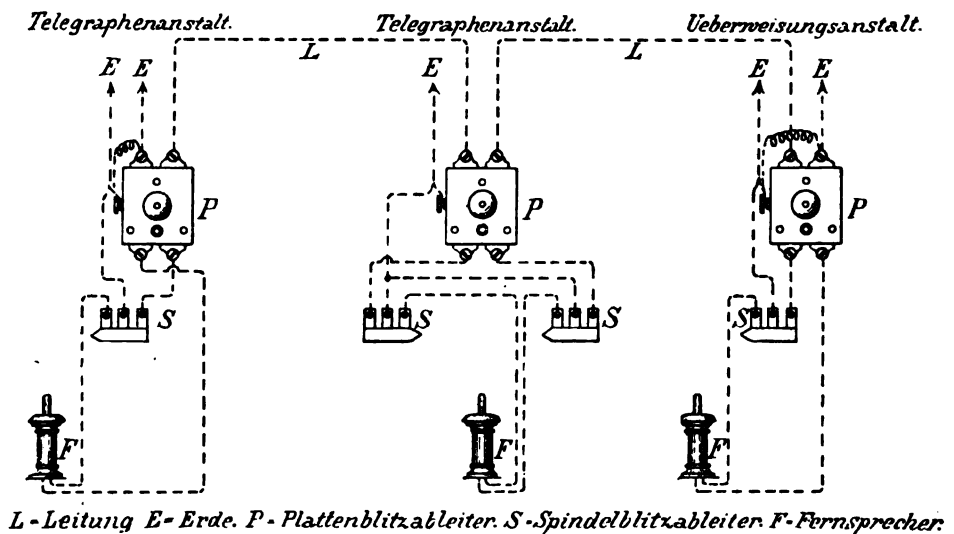 Telegraphenanstalt. Telegraphenanstalt. Ueberweisungsanstalt.
L L
E E E E E
P P P
S S S S
F F F
L-Leitung E=Erde. P-Plattenblitzableiter. S-Spindelblitzableiter. F-Fernsprecher.